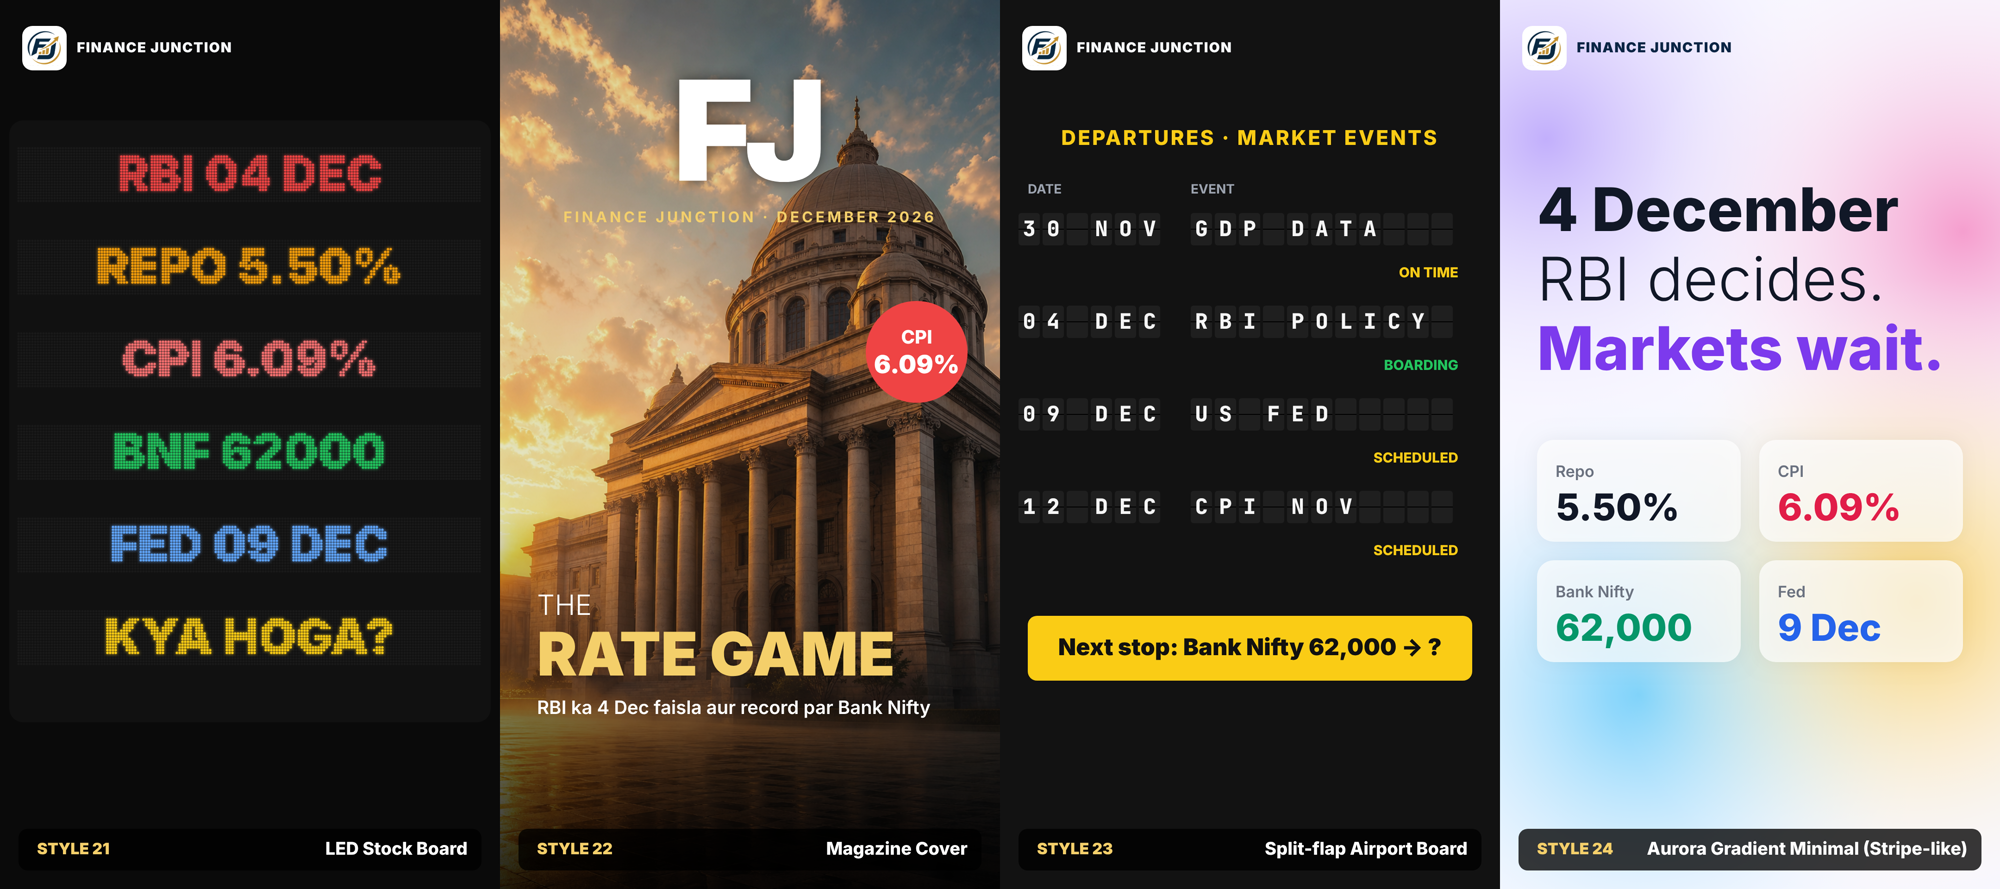 FJ FINANCE JUNCTION
RBI 04 DEC
REPO 5.50%
CPI 6.09%
BNF 62000
FED 09 DEC
KYA HOGA?
STYLE 21 LED Stock Board
FJ
FINANCE JUNCTION · DECEMBER 2026
CPI
6.09%
THE
RATE GAME
RBI ka 4 Dec faisla aur record par Bank Nifty
STYLE 22 Magazine Cover
FJ FINANCE JUNCTION
DEPARTURES · MARKET EVENTS
DATE EVENT
30 NOV GDP DATA
ON TIME
04 DEC RBI POLICY
BOARDING
09 DEC US FED
SCHEDULED
12 DEC CPI NOV
SCHEDULED
Next stop: Bank Nifty 62,000 → ?
STYLE 23 Split-flap Airport Board
FJ FINANCE JUNCTION
4 December
RBI decides.
Markets wait.
Repo
5.50%
CPI
6.09%
Bank Nifty
62,000
Fed
9 Dec
STYLE 24 Aurora Gradient Minimal (Stripe-like)